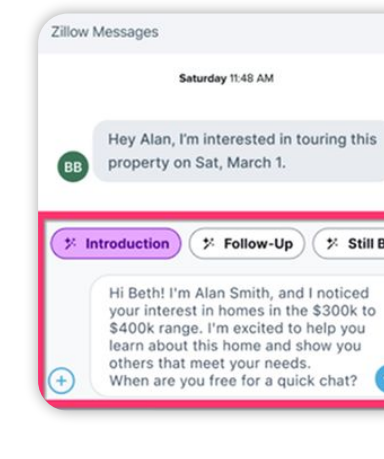 Zillow Messages
Saturday 11:48 AM
Hey Alan, I'm interested in touring this
property on Sat, March 1.
BB
Introduction
Follow-Up
Still B
Hi Beth! I'm Alan Smith, and I noticed
your interest in homes in the $300k to
$400k range. I'm excited to help you
learn about this home and show you
others that meet your needs.
When are you free for a quick chat?